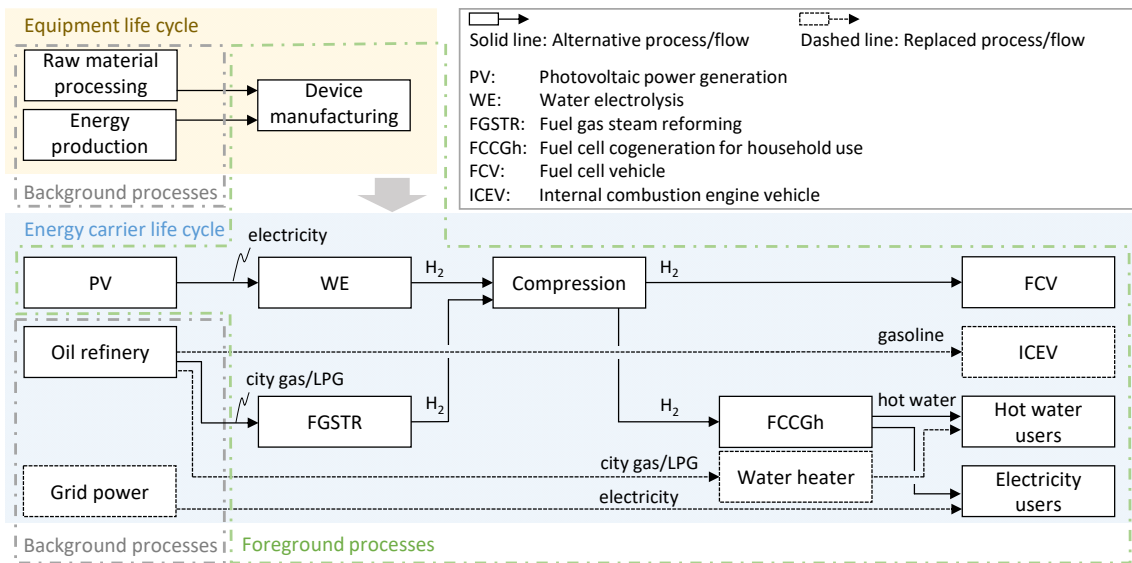 Equipment life cycle
Raw material
processing
Energy
production
Device
manufacturing
Background processes
Solid line: Alternative process/flow
Dashed line: Replaced process/flow
PV: Photovoltaic power generation
WE: Water electrolysis
FGSTR: Fuel gas steam reforming
FCCGh: Fuel cell cogeneration for household use
FCV: Fuel cell vehicle
ICEV: Internal combustion engine vehicle
Energy carrier life cycle
electricity
PV
WE
H₂
Compression
H₂
FCV
Oil refinery
gasoline
ICEV
city gas/LPG
FGSTR
H₂
H₂
FCCGh
hot water
Hot water
users
city gas/LPG
Water heater
Grid power
electricity
Electricity
users
Background processes
Foreground processes